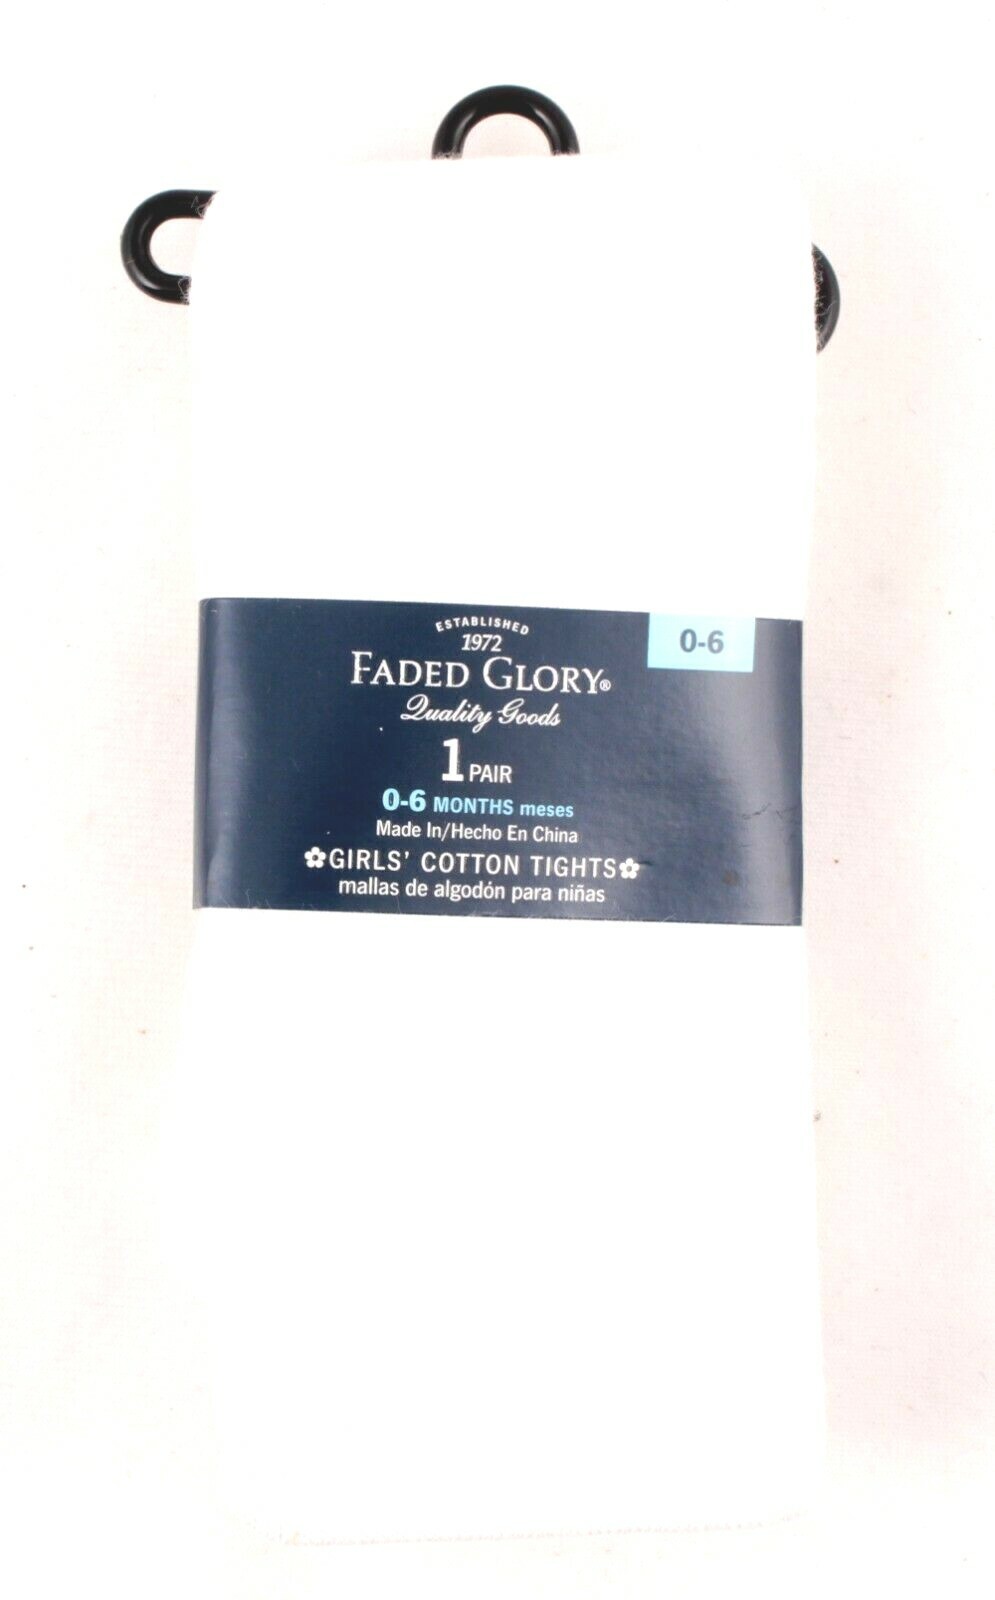 ESTABLISHED
1972
0-6
FADED GLORY®
Quality Goods
1 PAIR
0-6 MONTHS meses
Made In/Hecho En China
GIRLS' COTTON TIGHTS
mallas de algodón para niñas